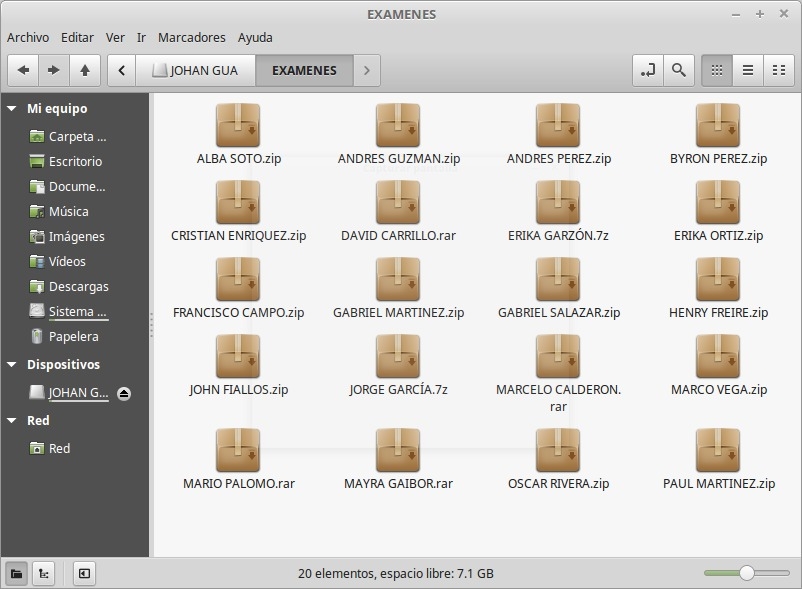 EXAMENES
Archivo Editar Ver Ir Marcadores Ayuda
JOHAN GUA EXAMENES
Mi equipo
Carpeta ...
Escritorio
Docume...
Música
Imágenes
Vídeos
Descargas
Sistema ...
Papelera
Dispositivos
JOHAN G...
Red
Red
ALBA SOTO.zip ANDRES GUZMAN.zip ANDRES PEREZ.zip BYRON PEREZ.zip
CRISTIAN ENRIQUEZ.zip DAVID CARRILLO.rar ERIKA GARZÓN.7z ERIKA ORTIZ.zip
FRANCISCO CAMPO.zip GABRIEL MARTINEZ.zip GABRIEL SALAZAR.zip HENRY FREIRE.zip
JOHN FIALLOS.zip JORGE GARCÍA.7z MARCELO CALDERON. MARCO VEGA.zip
rar
MARIO PALOMO.rar MAYRA GAIBOR.rar OSCAR RIVERA.zip PAUL MARTINEZ.zip
20 elementos, espacio libre: 7.1 GB